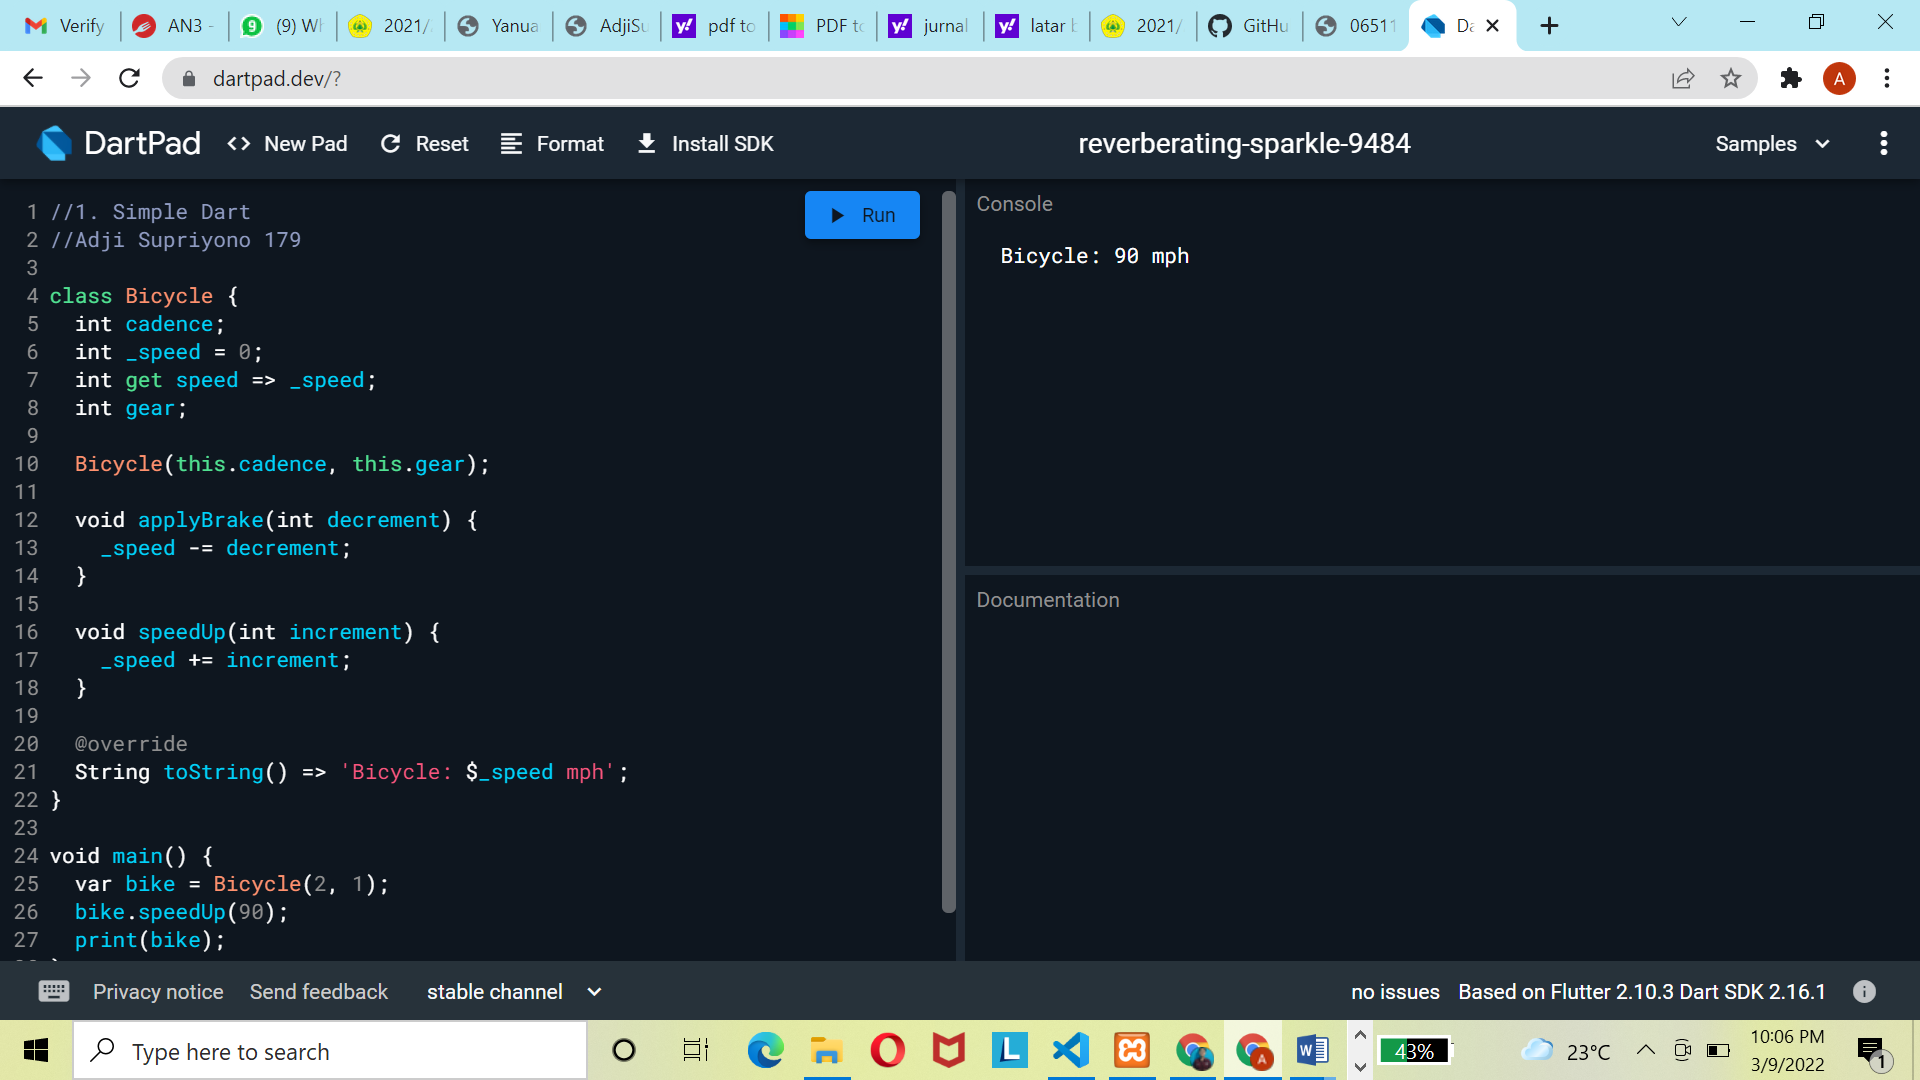 Verify
AN3 -
(9) Wh
2021/
Yanua
AdjiSu
pdf to
PDF to
jurnal
latar b
2021/
GitHu
06511
Da
dartpad.dev/?
A
DartPad
<> New Pad
Reset
Format
Install SDK
reverberating-sparkle-9484
Samples
1 //1. Simple Dart
2 //Adji Supriyono 179
3
4 class Bicycle {
5   int cadence;
6   int _speed = 0;
7   int get speed => _speed;
8   int gear;
9
10   Bicycle(this.cadence, this.gear);
11
12   void applyBrake(int decrement) {
13     _speed -= decrement;
14   }
15
16   void speedUp(int increment) {
17     _speed += increment;
18   }
19
20   @override
21   String toString() => 'Bicycle: $_speed mph';
22 }
23
24 void main() {
25   var bike = Bicycle(2, 1);
26   bike.speedUp(90);
27   print(bike);
Run
Console
Bicycle: 90 mph
Documentation
Privacy notice
Send feedback
stable channel
no issues
Based on Flutter 2.10.3 Dart SDK 2.16.1
Type here to search
43%
23°C
10:06 PM
3/9/2022
1